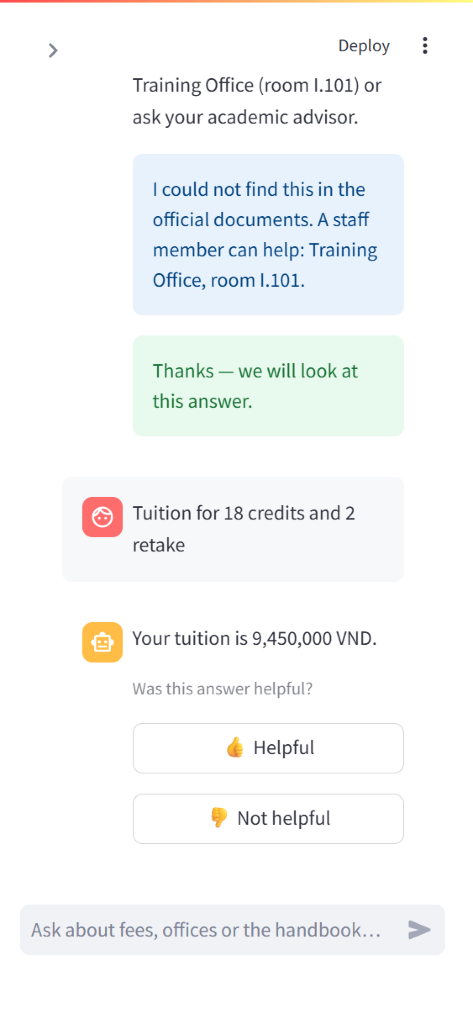 Deploy
Training Office (room I.101) or
ask your academic advisor.
I could not find this in the
official documents. A staff
member can help: Training
Office, room I.101.
Thanks — we will look at
this answer.
Tuition for 18 credits and 2
retake
Your tuition is 9,450,000 VND.
Was this answer helpful?
👍 Helpful
👎 Not helpful
Ask about fees, offices or the handbook...